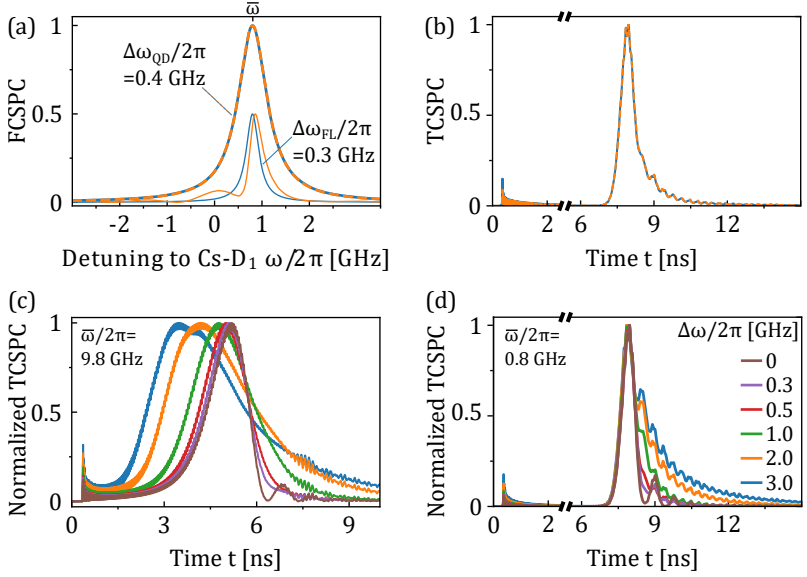 (a)
ω̅
Δω_QD/2π
=0.4 GHz
Δω_FL/2π
=0.3 GHz
FCSPC
1
0.5
0
-2
-1
0
1
2
Detuning to Cs-D₁ ω/2π [GHz]
(b)
TCSPC
1
0.5
0
0
2
6
9
12
Time t [ns]
(c)
ω̅/2π=
9.8 GHz
Normalized TCSPC
1
0.5
0
0
3
6
9
Time t [ns]
(d)
ω̅/2π=
0.8 GHz
Δω/2π [GHz]
0
0.3
0.5
1.0
2.0
3.0
Normalized TCSPC
1
0.5
0
0
2
6
9
12
Time t [ns]